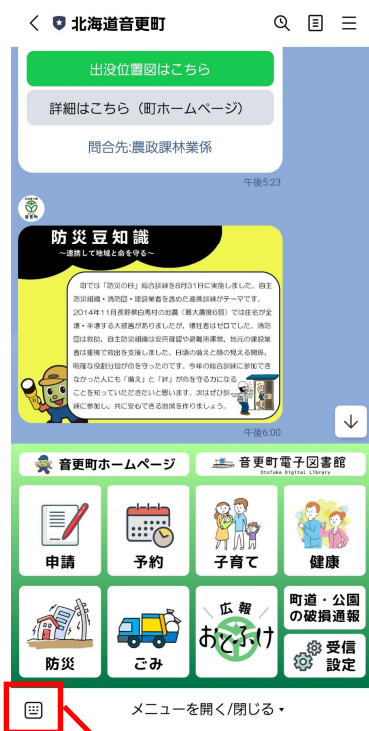 北海道音更町
出没位置図はこちら
詳細はこちら（町ホームページ）
問合先:農政課林業係
午後5:23
防災豆知識
～連携して地域と命を守る～
町では「防災の日」総合訓練を8月31日に実施しました。自主
防災組織・消防団・建設業者を含めた連携訓練がテーマです。
2014年11月長野県白馬村の地震（最大震度6弱）では住宅が全
壊・半壊する大被害がありましたが、犠牲者はゼロでした。消防
団は救助、自主防災組織は安否確認や避難所運営、地元の建設業
者は重機で救出を支援しました。日頃の備えと顔の見える関係、
明確な役割分担が命を守ったのです。今年の総合訓練に参加でき
なかった人にも「備え」と「絆」が命を守る力になる
ことを知っていただきたいと思います。次はぜひ訓
練に参加し、共に安心できる地域を作りましょう。
午後6:00
音更町ホームページ
音更町電子図書館
Otofuke Digital Library
申請
予約
子育て
健康
防災
ごみ
広報
おとふけ
町道・公園
の破損通報
受信
設定
メニューを開く/閉じる